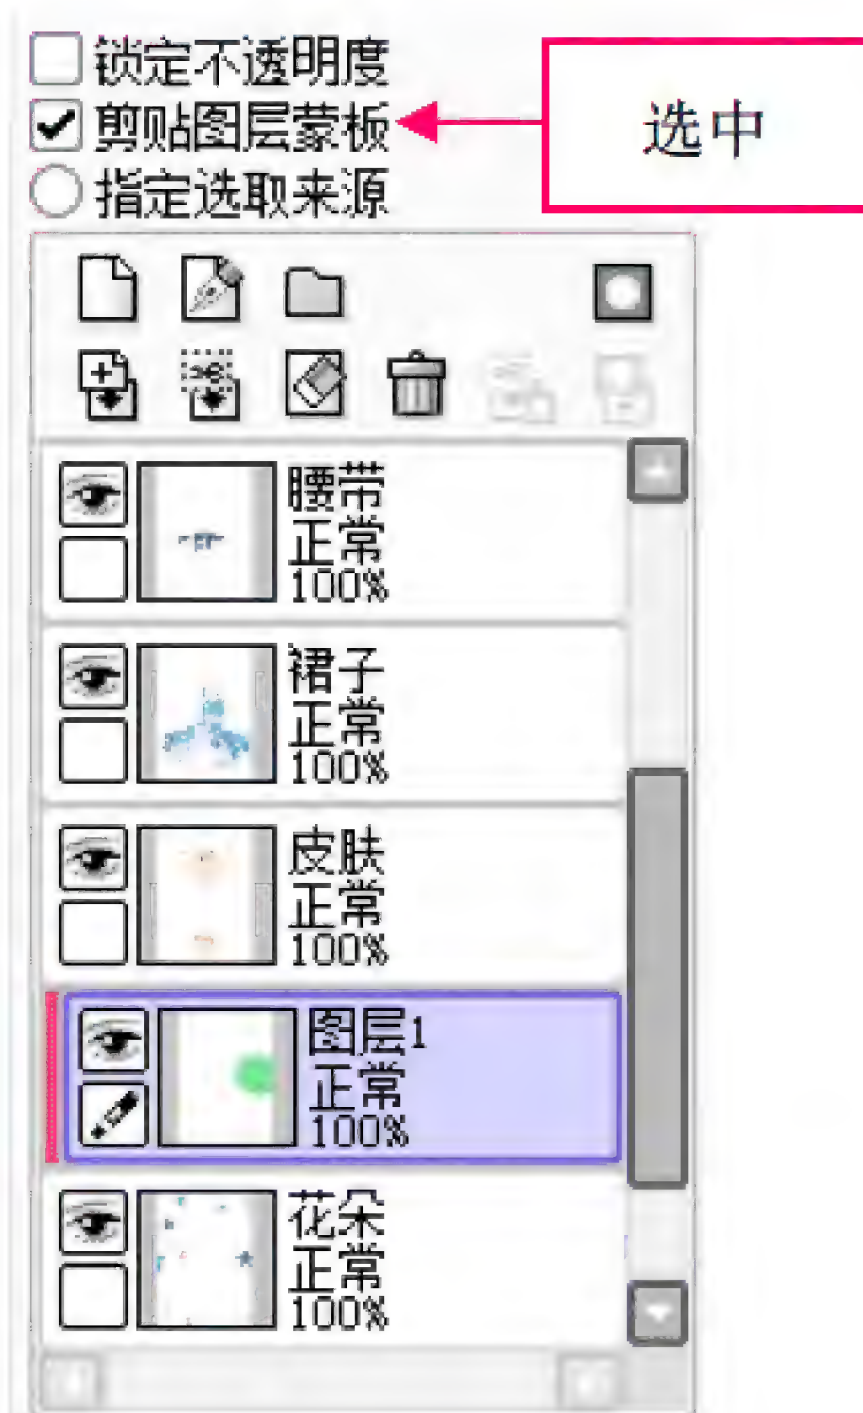 锁定不透明度
剪贴图层蒙板
选中
指定选取来源
腰带
正常
100%
裙子
正常
100%
皮肤
正常
100%
图层1
正常
100%
花朵
正常
100%